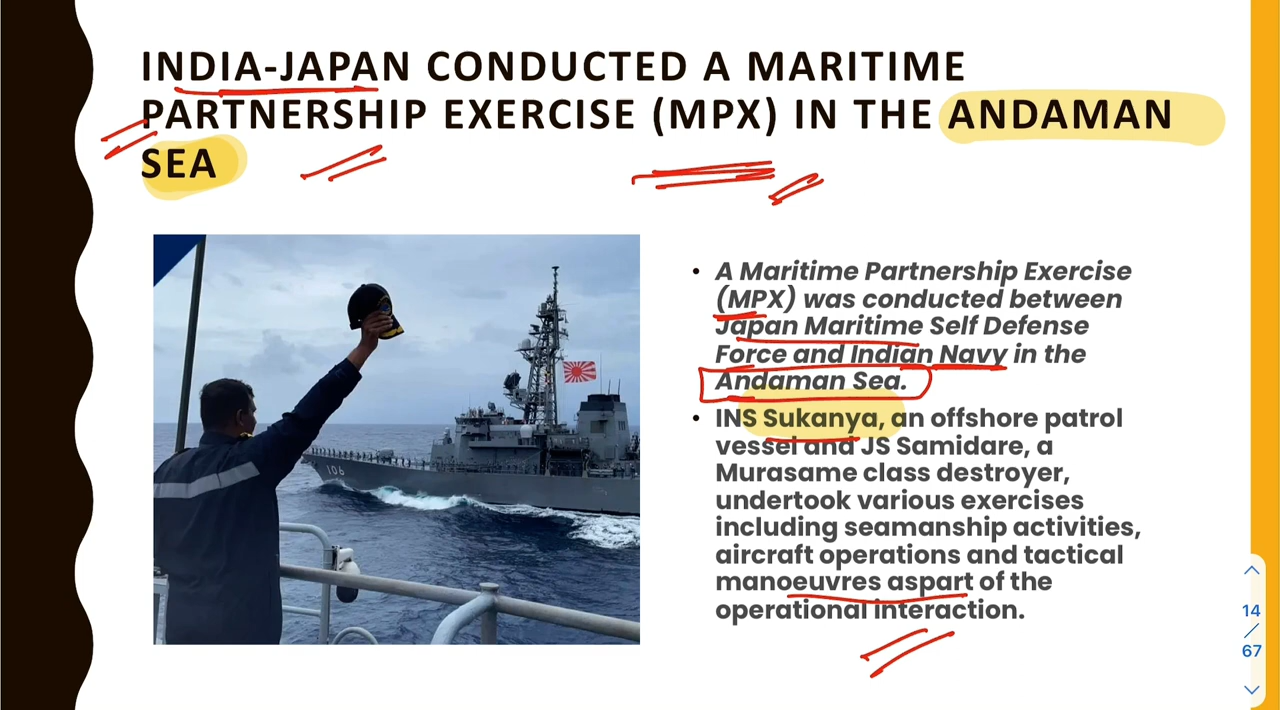 INDIA-JAPAN CONDUCTED A MARITIME
PARTNERSHIP EXERCISE (MPX) IN THE ANDAMAN
SEA
• A Maritime Partnership Exercise
(MPX) was conducted between
Japan Maritime Self Defense
Force and Indian Navy in the
Andaman Sea.
• INS Sukanya, an offshore patrol
vessel and JS Samidare, a
Murasame class destroyer,
undertook various exercises
including seamanship activities,
aircraft operations and tactical
manoeuvres aspart of the
operational interaction.
106
14
/
67